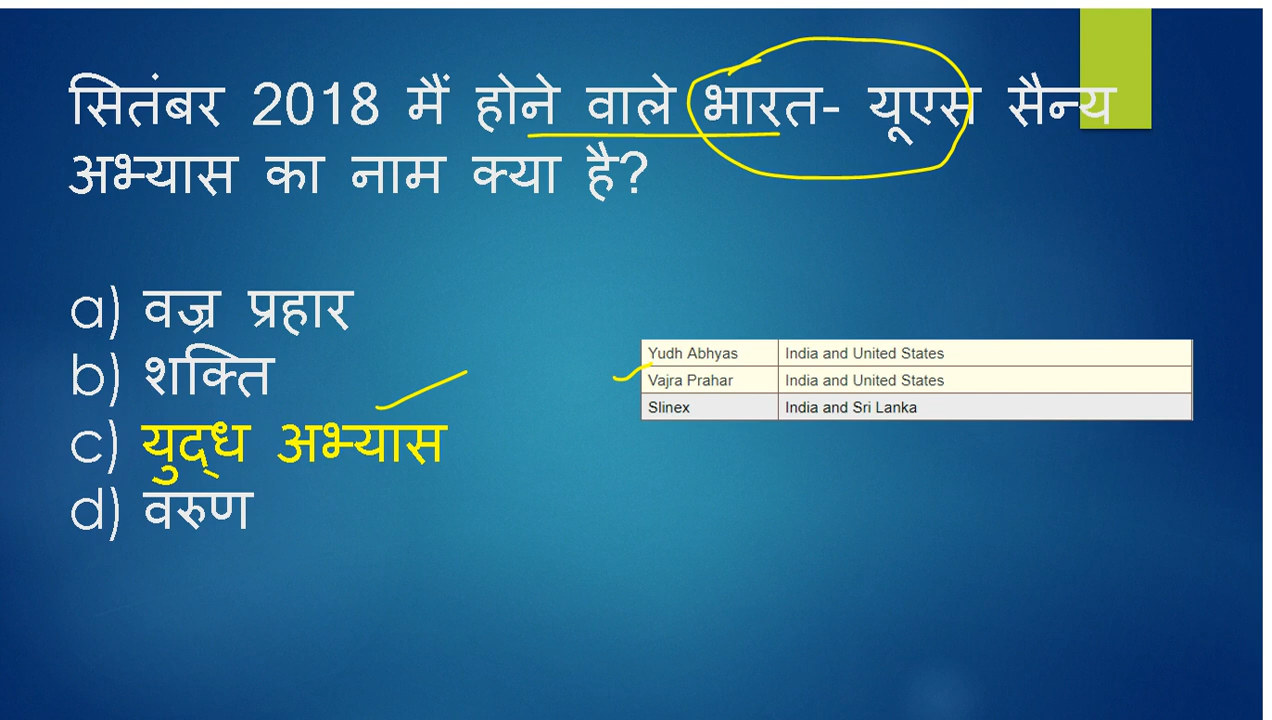 सितंबर 2018 मैं होने वाले भारत- यूएस सैन्य
अभ्यास का नाम क्या है?
a) वज्र प्रहार
b) शक्ति
c) युद्ध अभ्यास
d) वरुण
Yudh Abhyas India and United States
Vajra Prahar India and United States
Slinex India and Sri Lanka